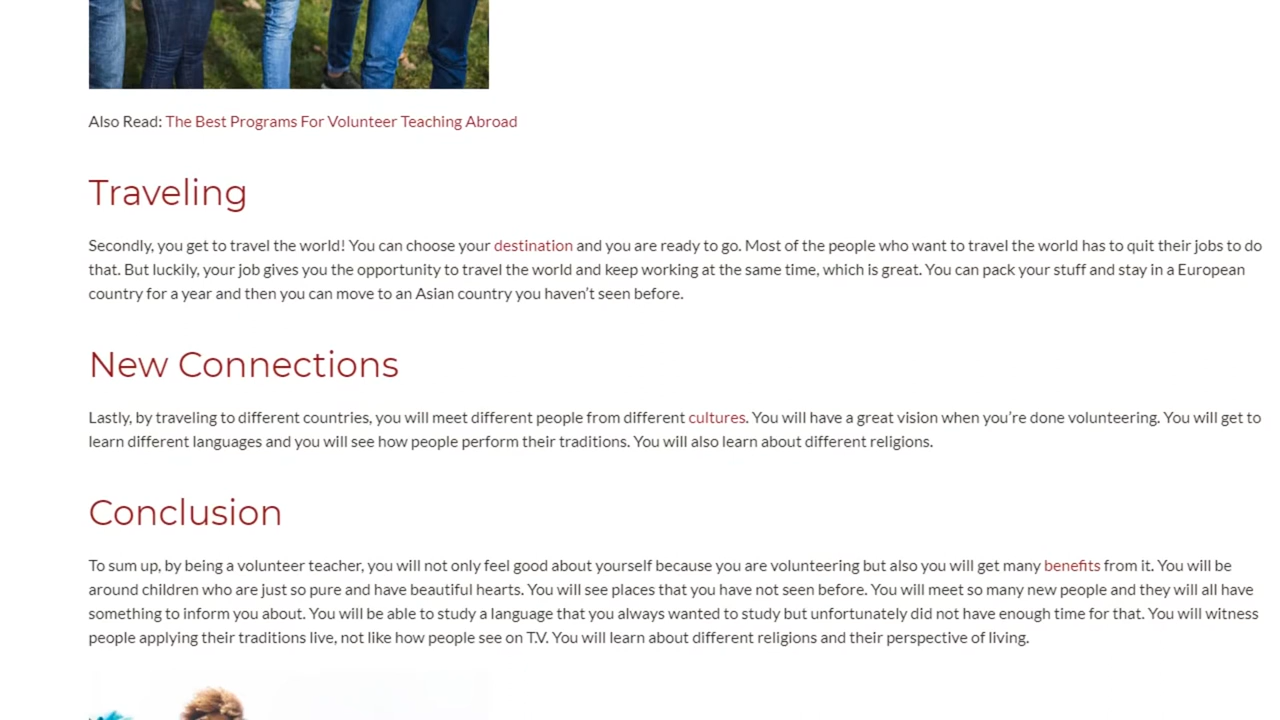 Also Read: The Best Programs For Volunteer Teaching Abroad
Traveling
Secondly, you get to travel the world! You can choose your destination and you are ready to go. Most of the people who want to travel the world has to quit their jobs to do
that. But luckily, your job gives you the opportunity to travel the world and keep working at the same time, which is great. You can pack your stuff and stay in a European
country for a year and then you can move to an Asian country you haven’t seen before.
New Connections
Lastly, by traveling to different countries, you will meet different people from different cultures. You will have a great vision when you’re done volunteering. You will get to
learn different languages and you will see how people perform their traditions. You will also learn about different religions.
Conclusion
To sum up, by being a volunteer teacher, you will not only feel good about yourself because you are volunteering but also you will get many benefits from it. You will be
around children who are just so pure and have beautiful hearts. You will see places that you have not seen before. You will meet so many new people and they will all have
something to inform you about. You will be able to study a language that you always wanted to study but unfortunately did not have enough time for that. You will witness
people applying their traditions live, not like how people see on T.V. You will learn about different religions and their perspective of living.